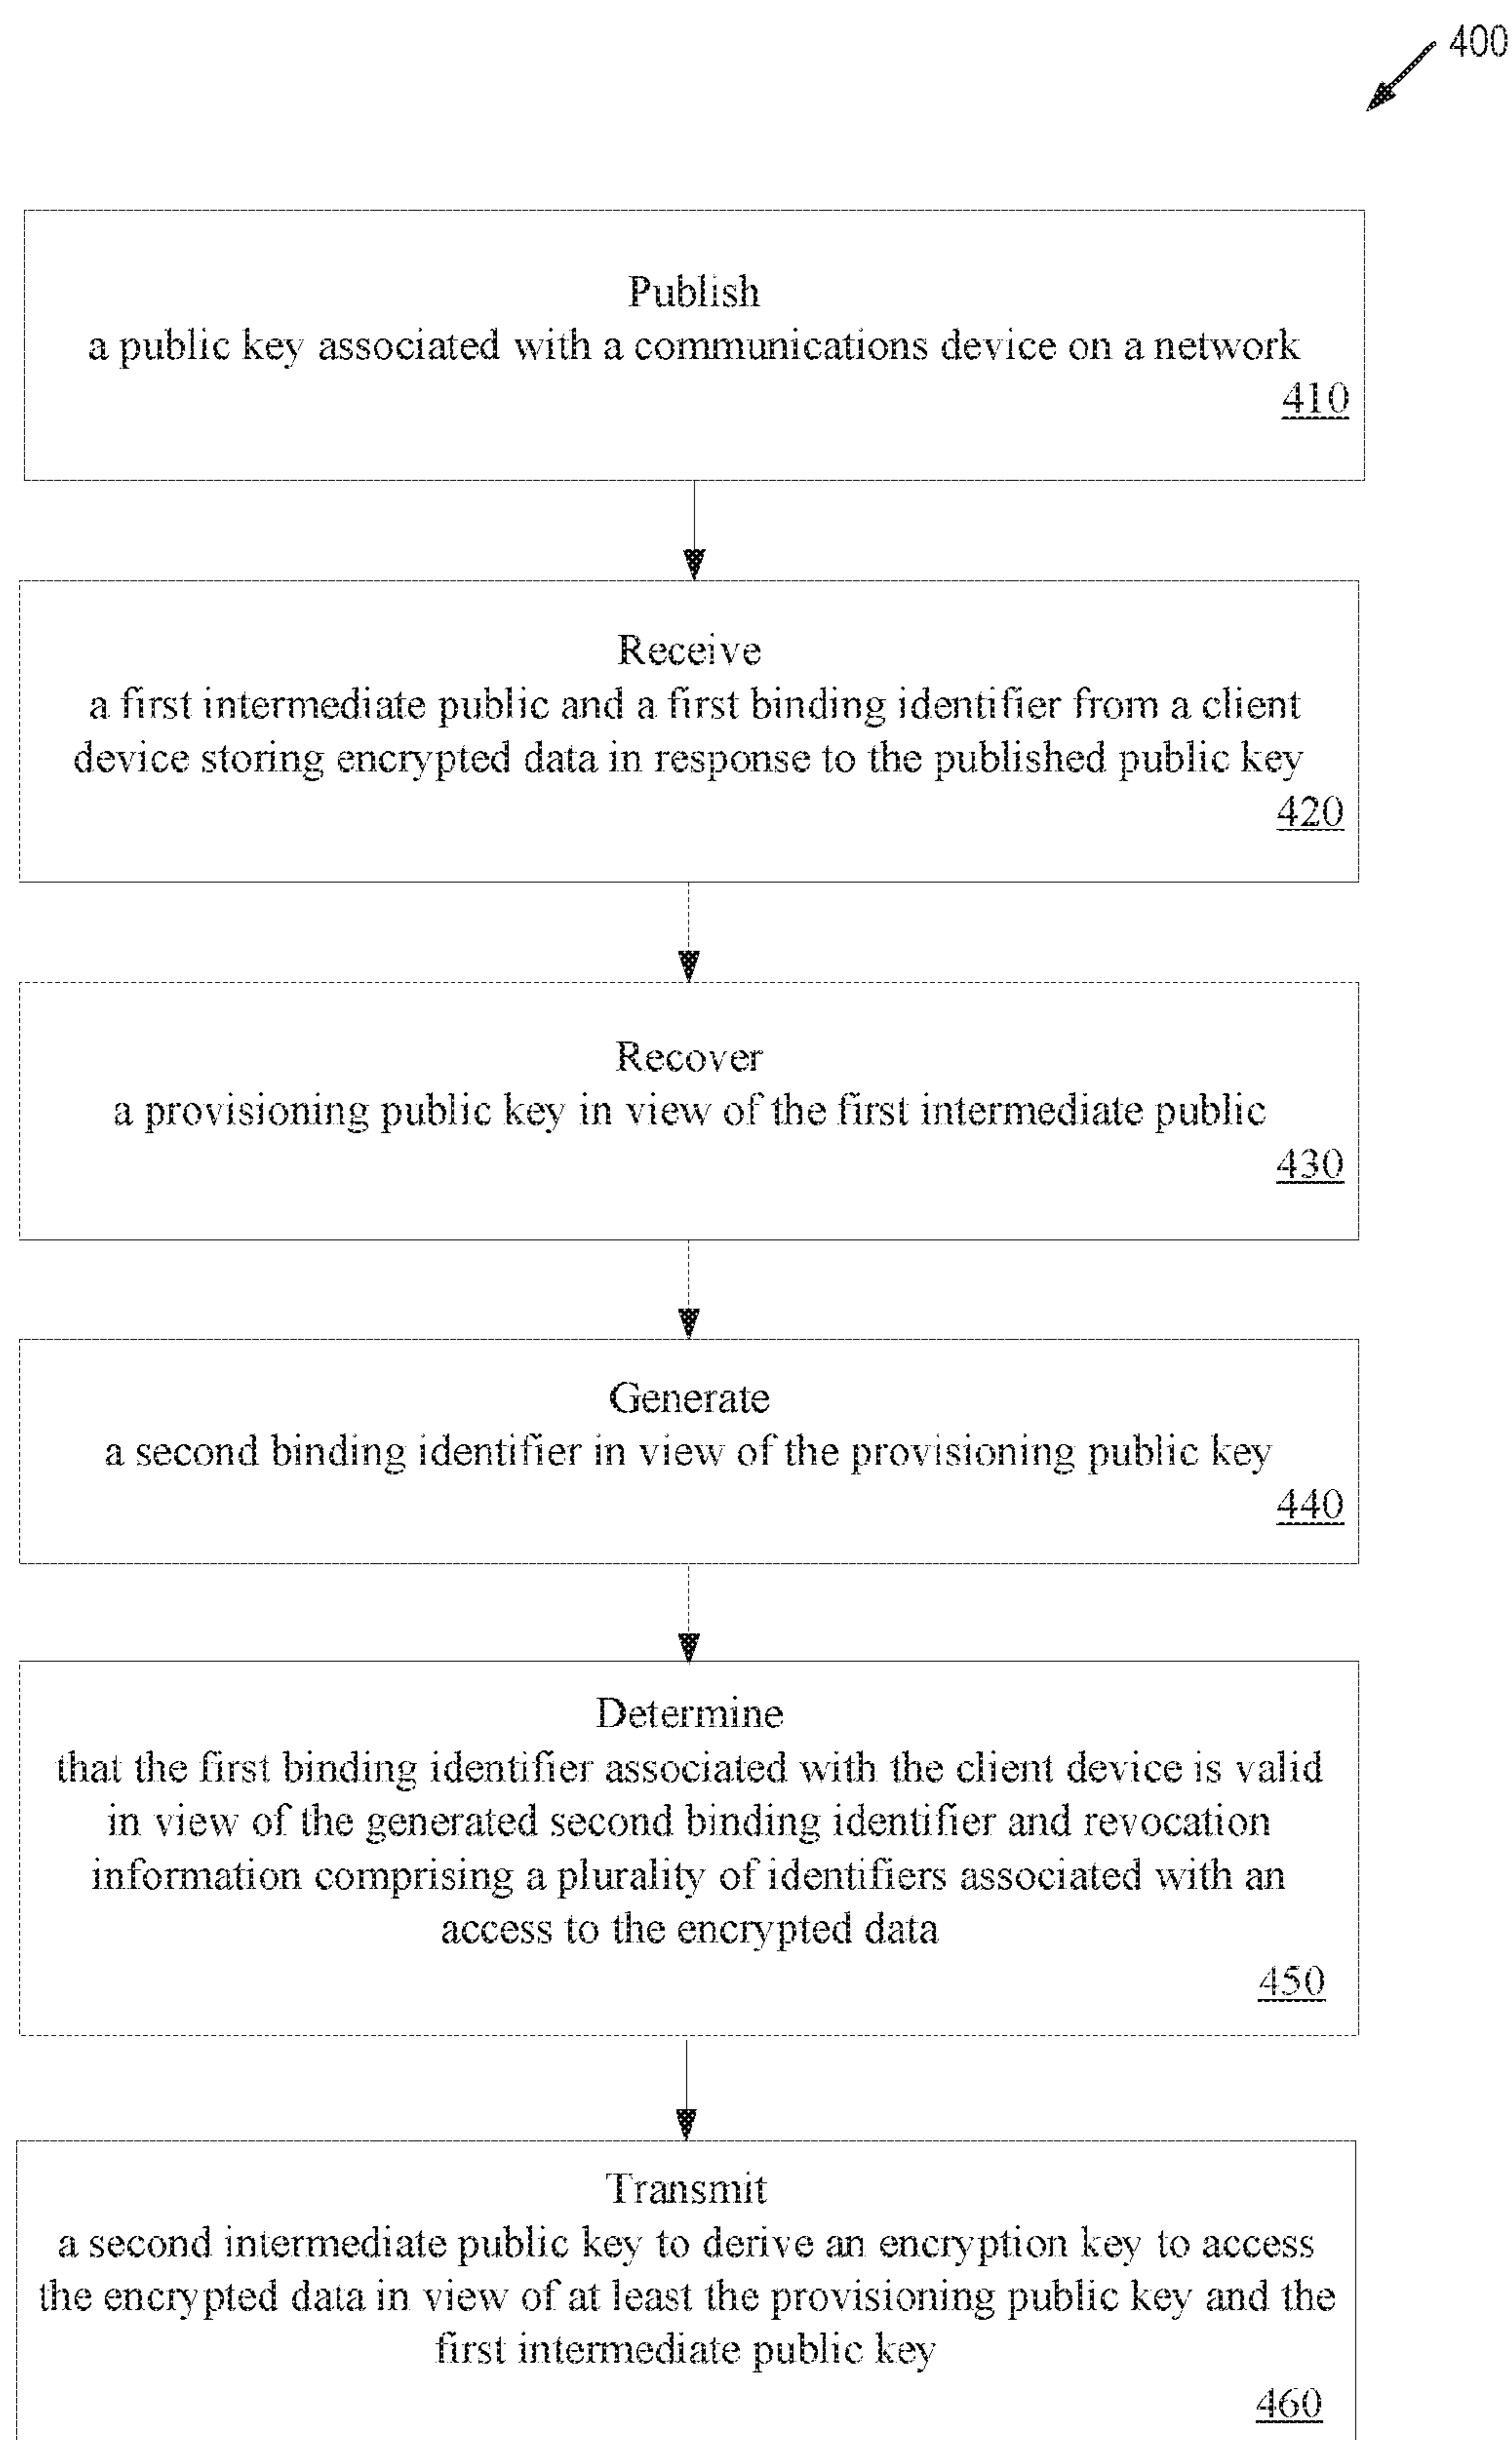 400
Publish
a public key associated with a communications device on a network
410
Receive
a first intermediate public and a first binding identifier from a client
device storing encrypted data in response to the published public key
420
Recover
a provisioning public key in view of the first intermediate public
430
Generate
a second binding identifier in view of the provisioning public key
440
Determine
that the first binding identifier associated with the client device is valid
in view of the generated second binding identifier and revocation
information comprising a plurality of identifiers associated with an
access to the encrypted data
450
Transmit
a second intermediate public key to derive an encryption key to access
the encrypted data in view of at least the provisioning public key and the
first intermediate public key
460